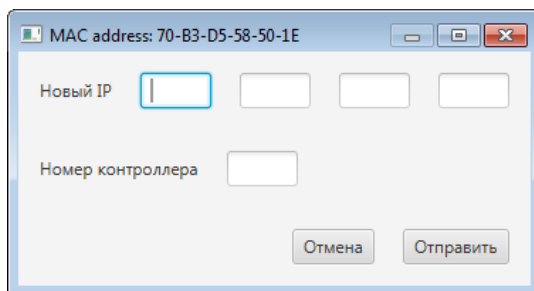 MAC address: 70-B3-D5-58-50-1E
Новый IP
Номер контроллера
Отмена Отправить